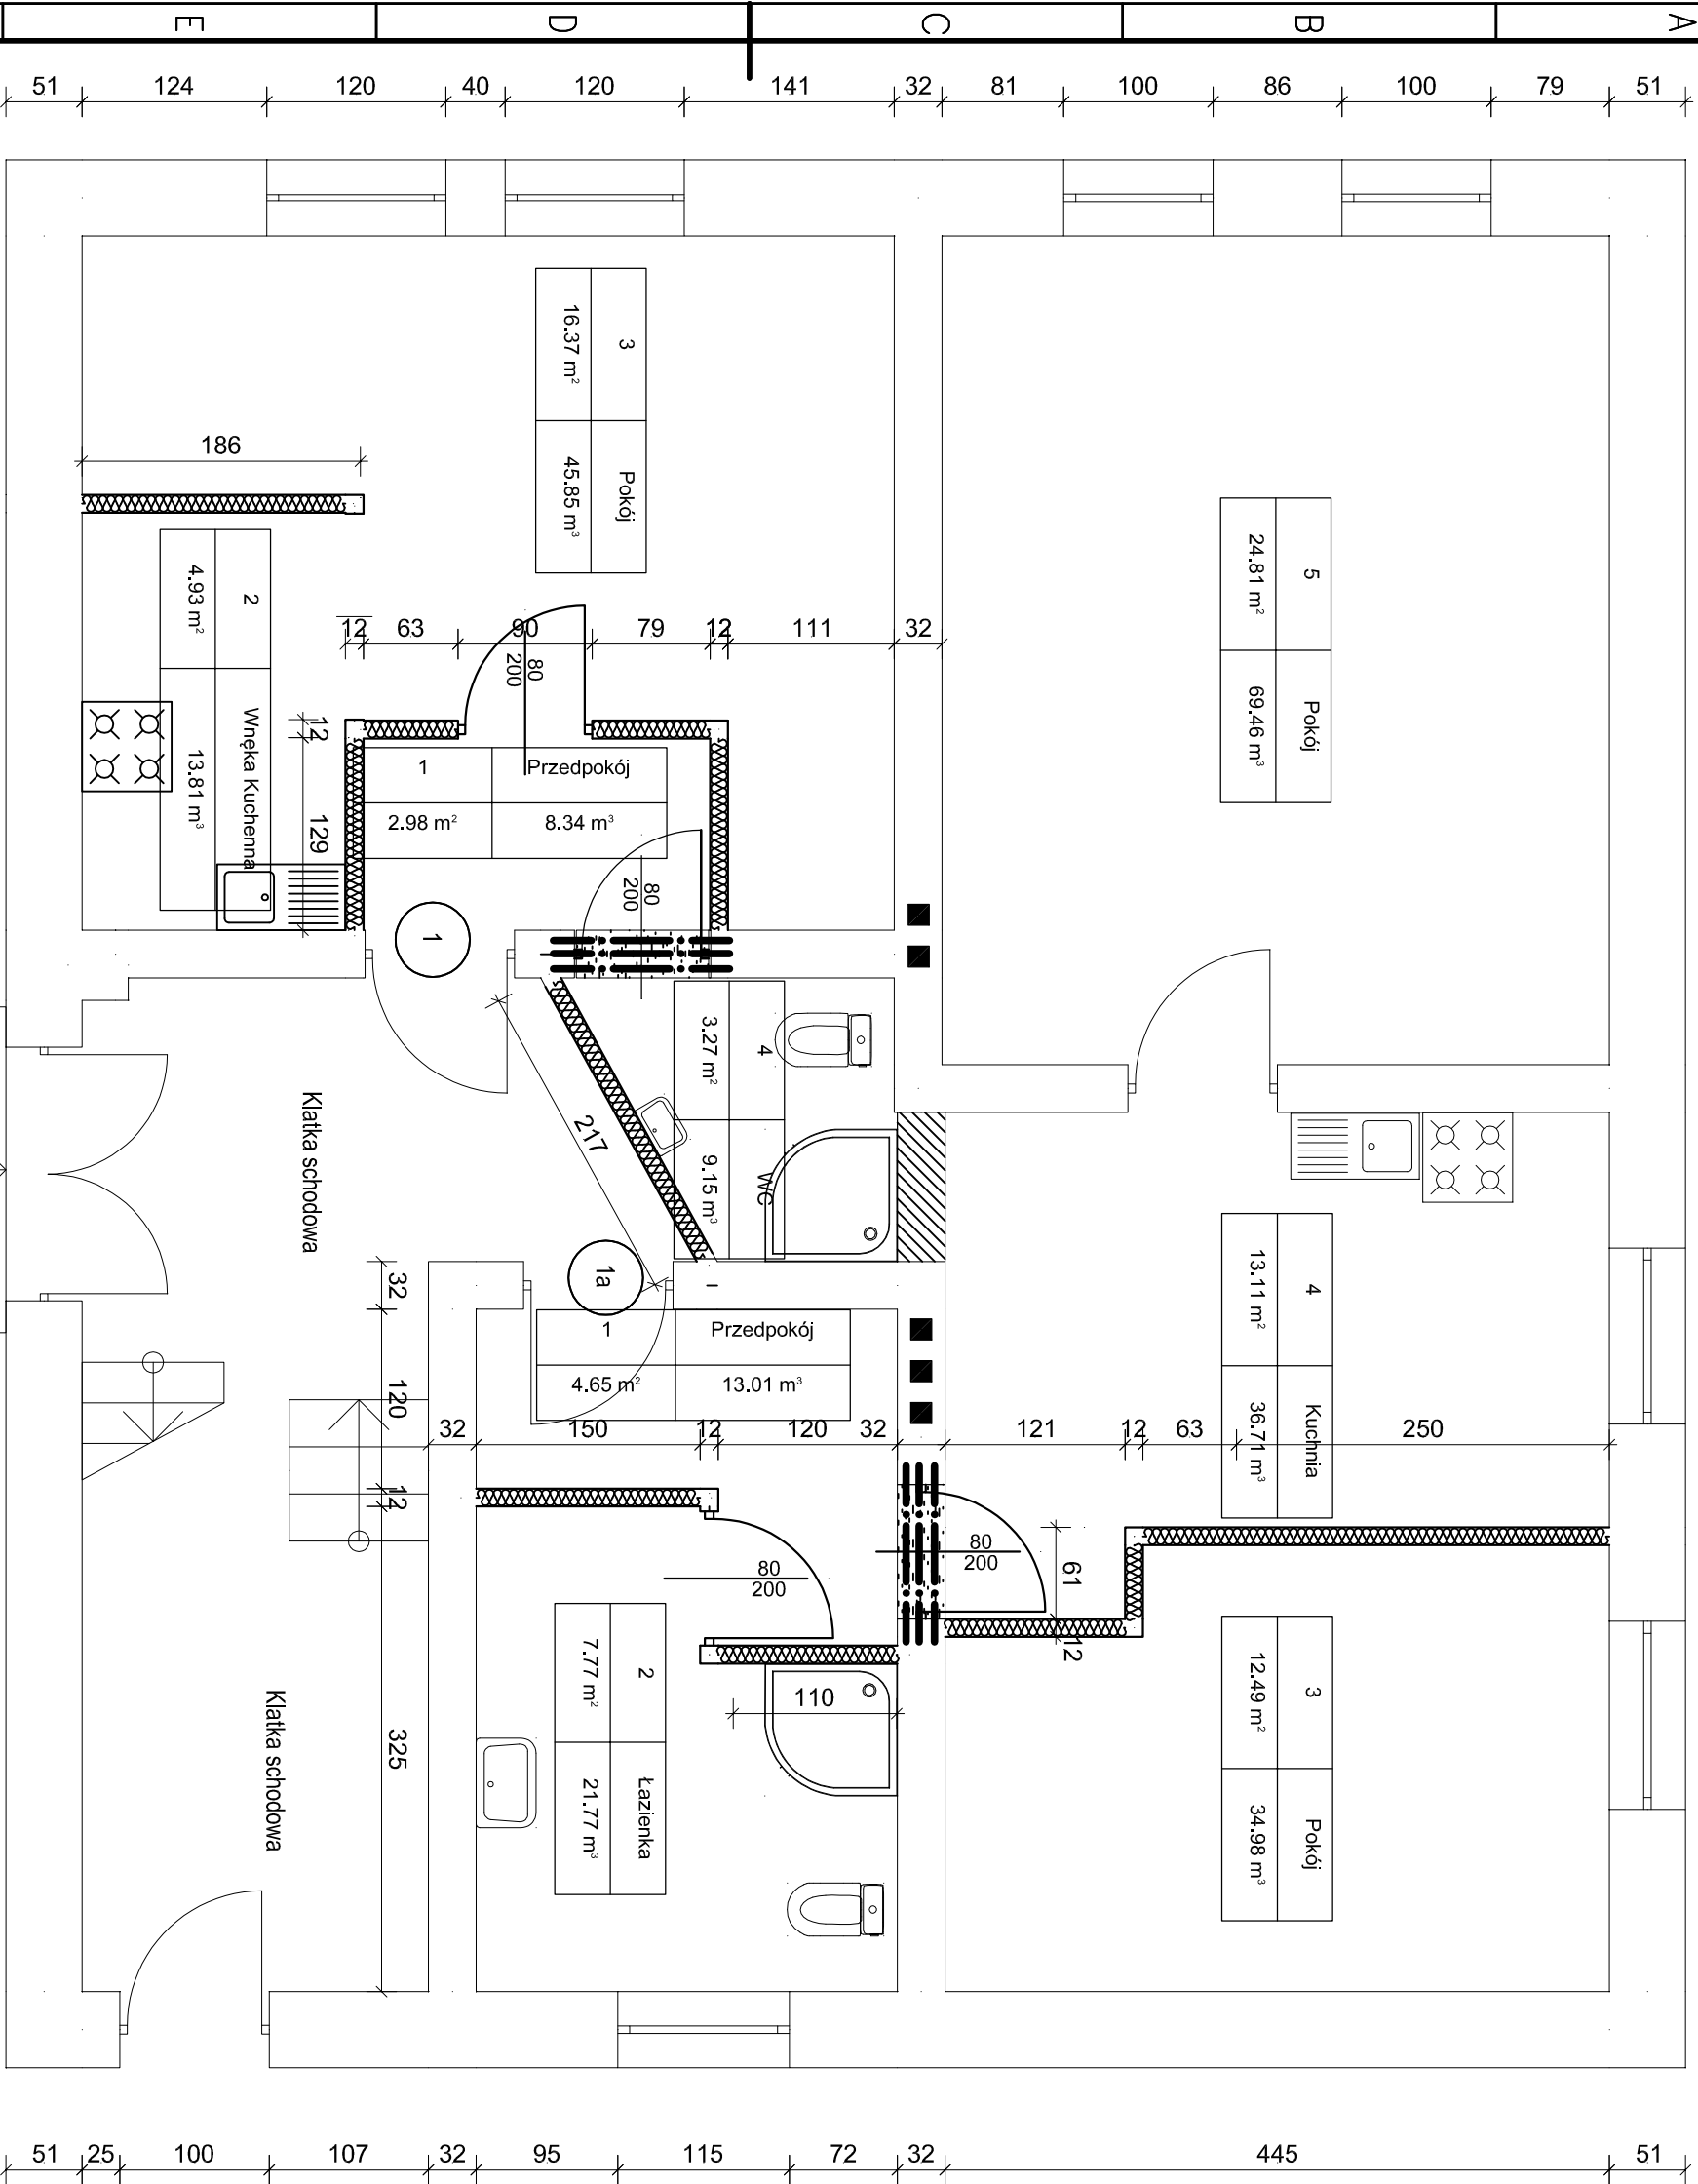 E D C B A
51 124 120 40 120 141 32 81 100 86 100 79 51
3 Pokój
16.37 m² 45.85 m³
5 Pokój
24.81 m² 69.46 m³
186
2 Wnęka Kuchenna
4.93 m² 13.81 m³
12 63 90 79 12 111 32
80
200
12
129
1 Przedpokój
2.98 m² 8.34 m³
80
200
1
4 WC
3.27 m² 9.15 m³
217
Klatka schodowa
1a
1 Przedpokój
4.65 m² 13.01 m³
4 Kuchnia
13.11 m² 36.71 m³
32
120
12
325
32 150 12 120 32 121 12 63 250
80
200
61
12
80
200
2 Łazienka
7.77 m² 21.77 m³
110
3 Pokój
12.49 m² 34.98 m³
Klatka schodowa
51 25 100 107 32 95 115 72 32 445 51